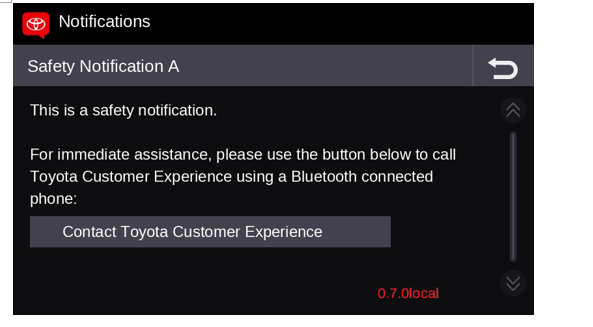 Notifications
Safety Notification A
This is a safety notification.
For immediate assistance, please use the button below to call
Toyota Customer Experience using a Bluetooth connected
phone:
Contact Toyota Customer Experience
0.7.0local